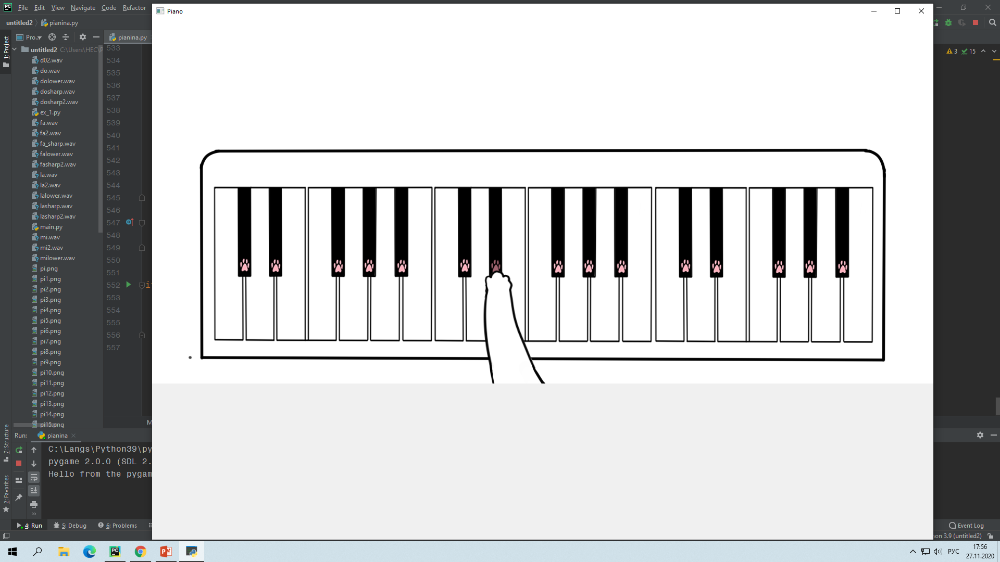 File Edit View Navigate Code Refactor
Piano
untitled2 pianina.py
Pro..
pianina.py
1: Project
untitled2 C:\Users\HEC\P
d02.wav
do.wav
dolower.wav
dosharp.wav
dosharp2.wav
ex_1.py
fa.wav
fa2.wav
fa_sharp.wav
falower.wav
fasharp2.wav
la.wav
la2.wav
lalower.wav
lasharp.wav
lasharp2.wav
main.py
mi.wav
mi2.wav
milower.wav
pi.png
pi1.png
pi2.png
pi3.png
pi4.png
pi5.png
pi6.png
pi7.png
pi8.png
pi9.png
pi10.png
pi11.png
pi12.png
pi13.png
pi14.png
pi15.png
533
534
535
536
537
538
539
540
541
542
543
544
545
546
547
548
549
550
551
552 i
553
554
555
556
557
M
3 15
7: Structure
2: Favorites
Run: pianina
C:\Langs\Python39\py
pygame 2.0.0 (SDL 2.
Hello from the pygam
4: Run 5: Debug 6: Problems
Event Log
on 3.9 (untitled2)
РУС
17:56
27.11.2020